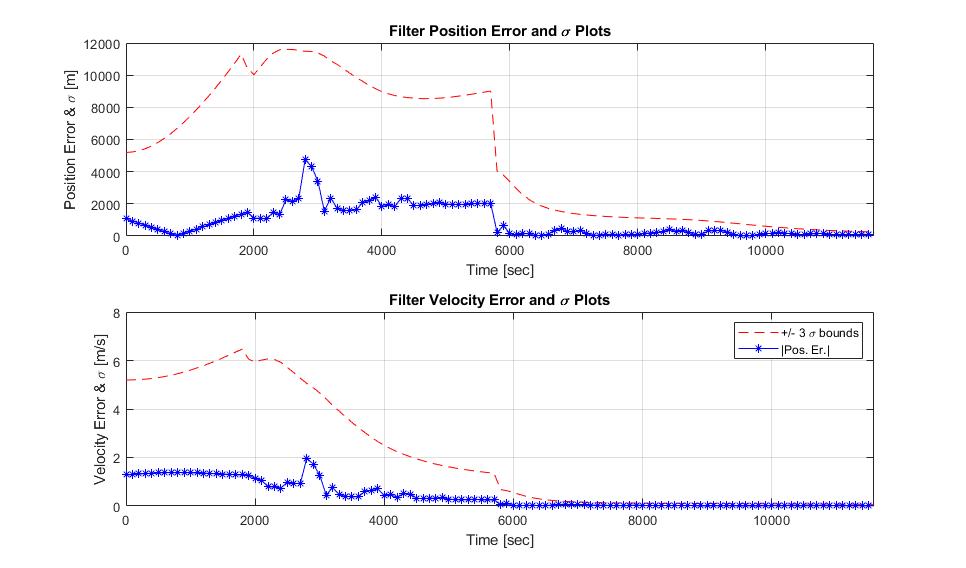 Filter Position Error and σ Plots
Position Error & σ [m]
12000
10000
8000
6000
4000
2000
0
0 2000 4000 6000 8000 10000
Time [sec]
Filter Velocity Error and σ Plots
Velocity Error & σ [m/s]
8
6
4
2
0
+/- 3 σ bounds
|Pos. Er.|
0 2000 4000 6000 8000 10000
Time [sec]